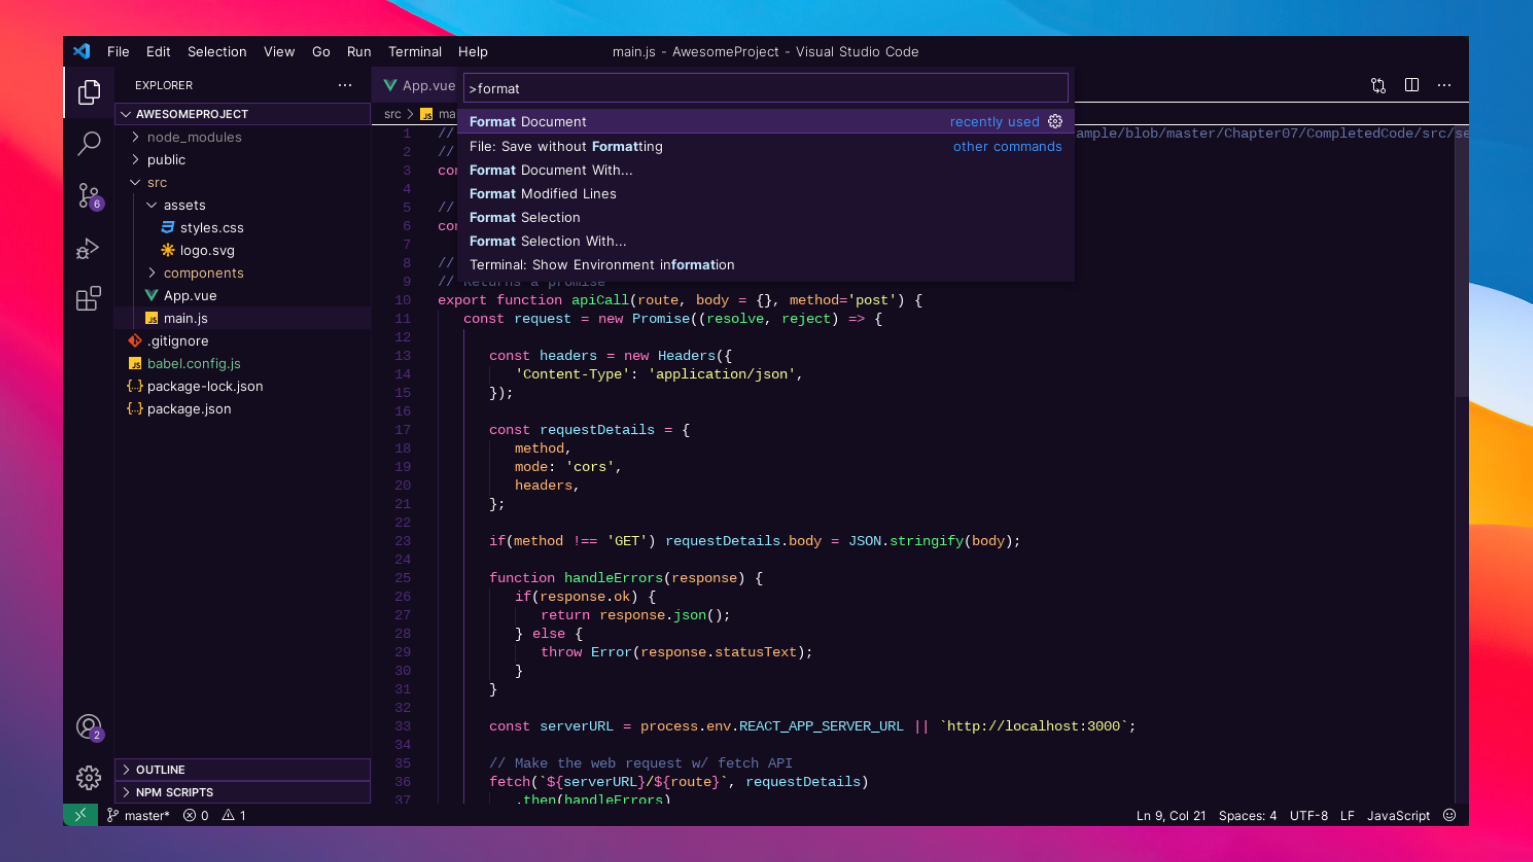 File Edit Selection View Go Run Terminal Help
main.js - AwesomeProject - Visual Studio Code
EXPLORER
AWESOMEPROJECT
node_modules
public
src
assets
styles.css
logo.svg
components
App.vue
main.js
.gitignore
babel.config.js
package-lock.json
package.json
OUTLINE
NPM SCRIPTS
6
2
App.vue
>format
Format Document recently used
File: Save without Formatting other commands
Format Document With...
Format Modified Lines
Format Selection
Format Selection With...
Terminal: Show Environment information
src > JS ma
1 // ample/blob/master/Chapter07/CompletedCode/src/se
2 //
3 con
4
5 //
6 con
7
8 //
9 // Returns a promise
10 export function apiCall(route, body = {}, method='post') {
11 const request = new Promise((resolve, reject) => {
12
13 const headers = new Headers({
14 'Content-Type': 'application/json',
15 });
16
17 const requestDetails = {
18 method,
19 mode: 'cors',
20 headers,
21 };
22
23 if(method !== 'GET') requestDetails.body = JSON.stringify(body);
24
25 function handleErrors(response) {
26 if(response.ok) {
27 return response.json();
28 } else {
29 throw Error(response.statusText);
30 }
31 }
32
33 const serverURL = process.env.REACT_APP_SERVER_URL || `http://localhost:3000`;
34
35 // Make the web request w/ fetch API
36 fetch(`${serverURL}/${route}`, requestDetails)
37 .then(handleErrors)
master* 0 1
Ln 9, Col 21 Spaces: 4 UTF-8 LF JavaScript